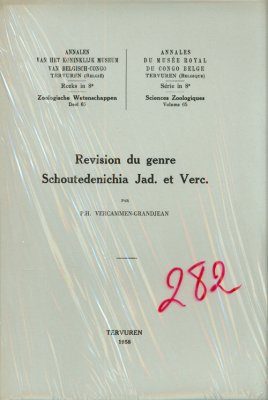 ANNALEN
VAN HET KONINKLIJK MUSEUM
VAN BELGISCH-CONGO
TERVUREN (BELGIË)
Reeks in 8°
Zoologische Wetenschappen
Deel 65
ANNALES
DU MUSÉE ROYAL
DU CONGO BELGE
TERVUREN (BELGIQUE)
Série in 8°
Sciences Zoologiques
Volume 65
Revision du genre
Schoutedenichia Jad. et Verc.
PAR
P.H. VERCAMMEN-GRANDJEAN
282
TERVUREN
1958